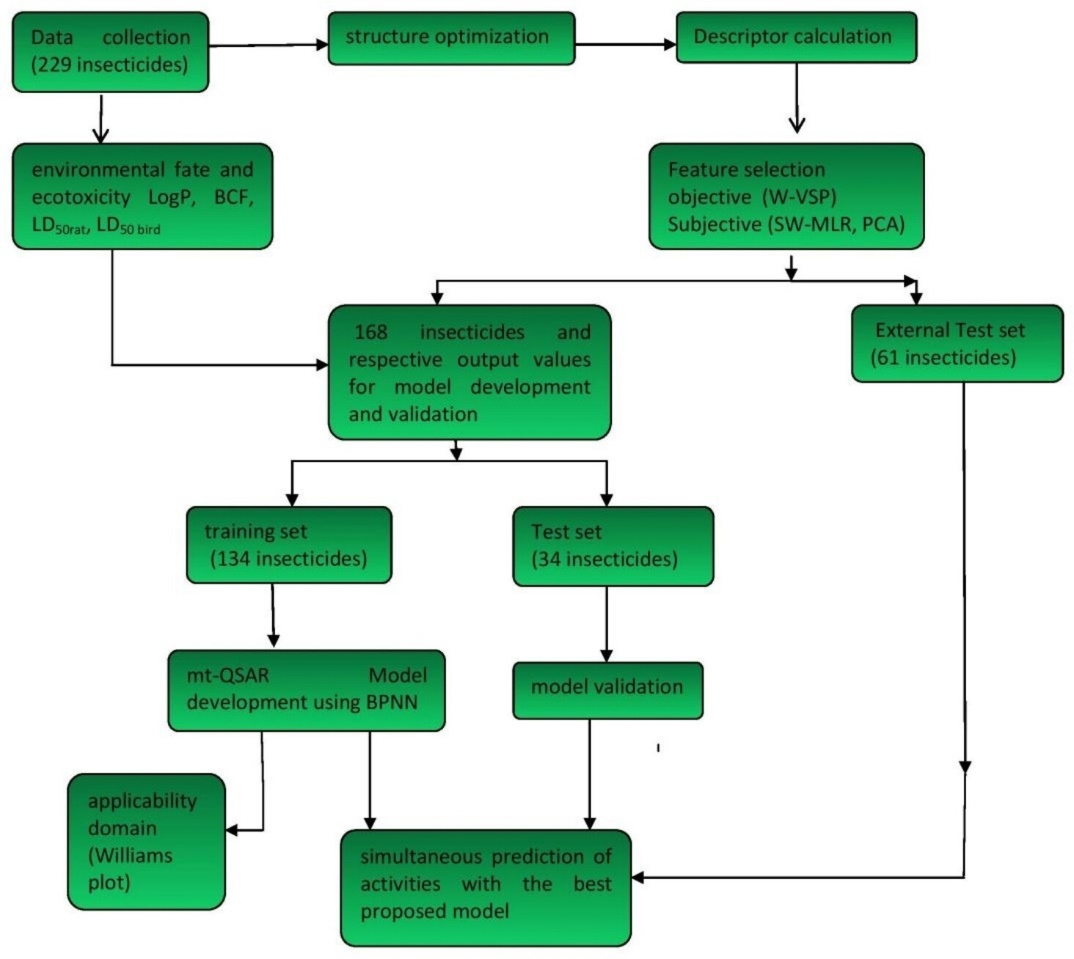 Data collection
(229 insecticides)
structure optimization
Descriptor calculation
environmental fate and
ecotoxicity LogP, BCF,
LD50rat, LD50 bird
Feature selection
objective (W-VSP)
Subjective (SW-MLR, PCA)
168 insecticides and
respective output values
for model development
and validation
External Test set
(61 insecticides)
training set
(134 insecticides)
Test set
(34 insecticides)
mt-QSAR Model
development using BPNN
model validation
applicability
domain
(Williams
plot)
simultaneous prediction of
activities with the best
proposed model